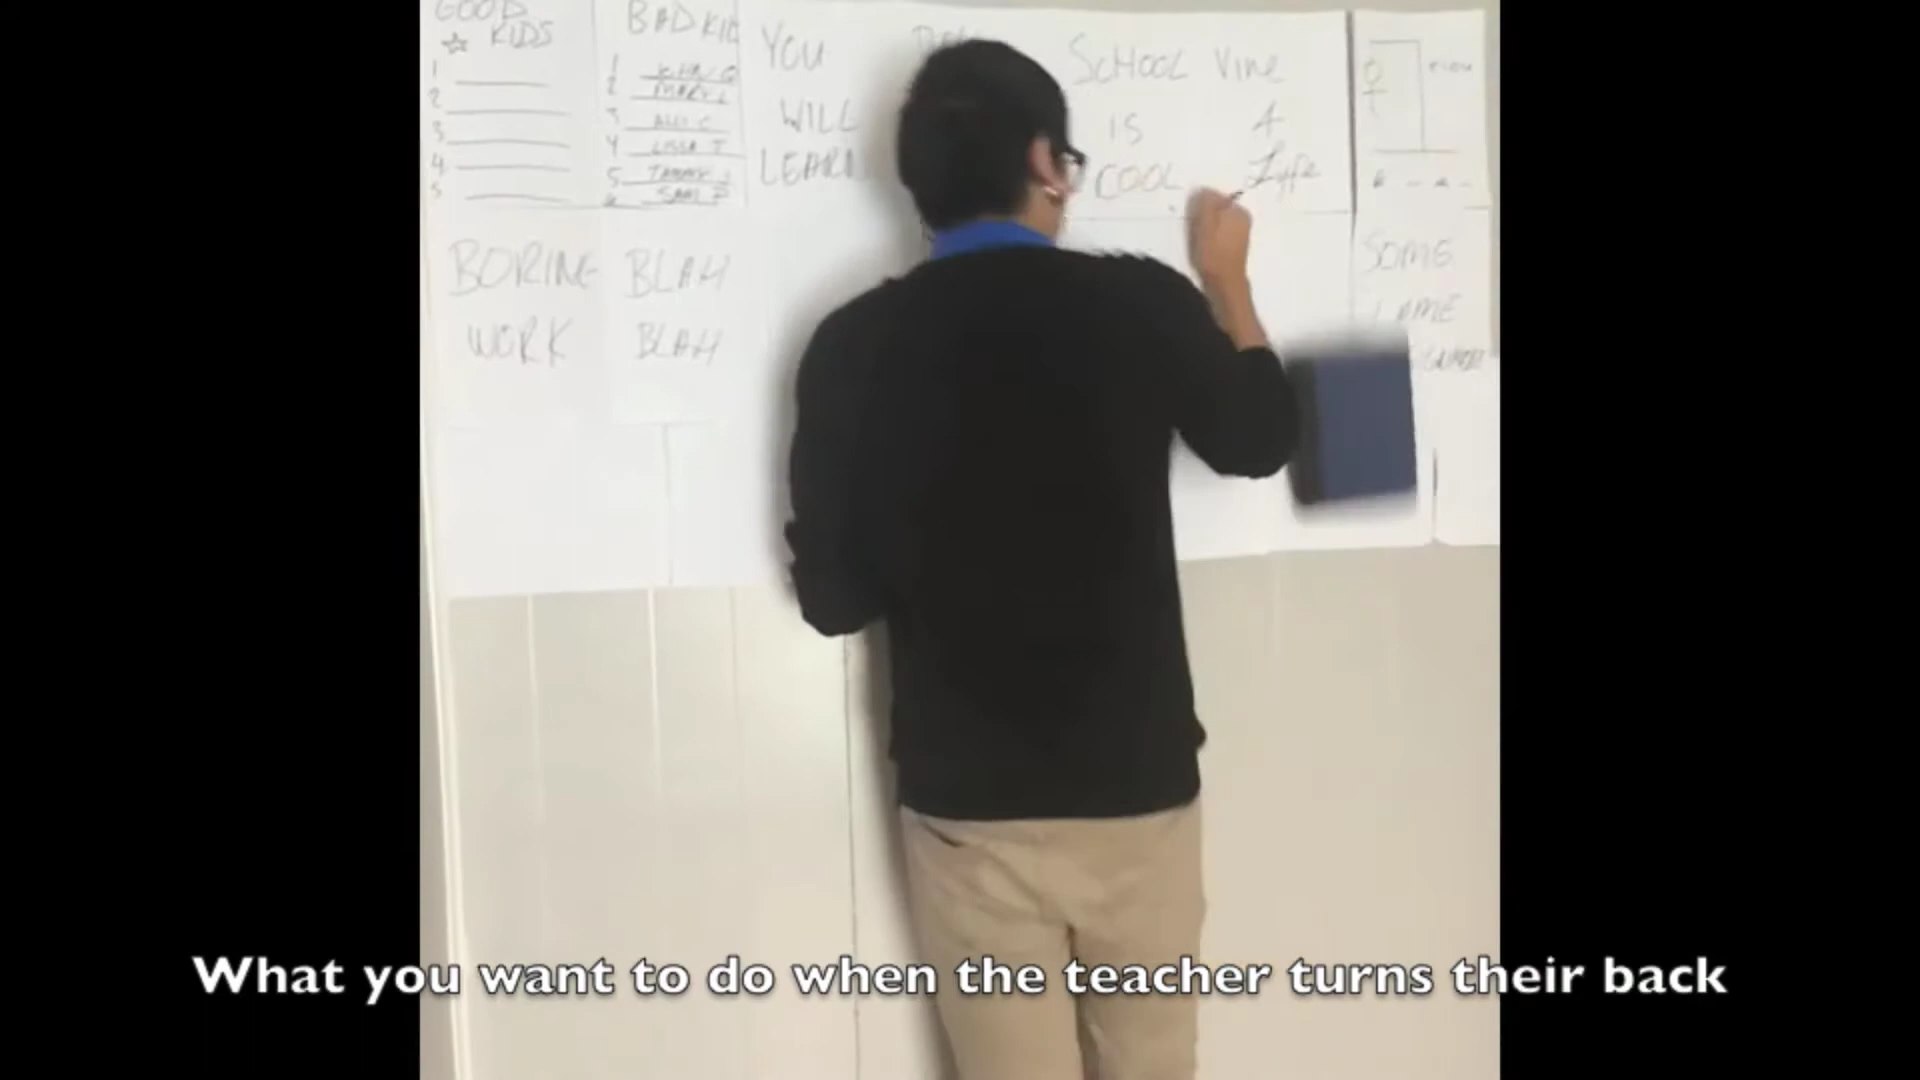 GOOD
KIDS
1
2
3
4
5
BAD KID
1
2 MARY L
3 ALLI C
4 LISSA T
5
6 SAM P
YOU
WILL
LEARN
SCHOOL
IS
COOL
Vine
4
Lyfe
BORING
WORK
BLAH
BLAH
SOME
LAME
What you want to do when the teacher turns their back